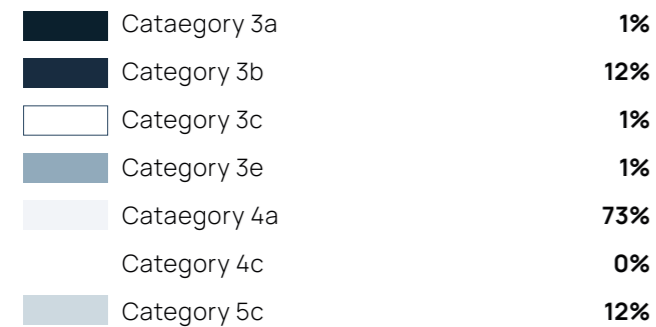 Cataegory 3a 1%
Category 3b 12%
Category 3c 1%
Category 3e 1%
Cataegory 4a 73%
Category 4c 0%
Category 5c 12%